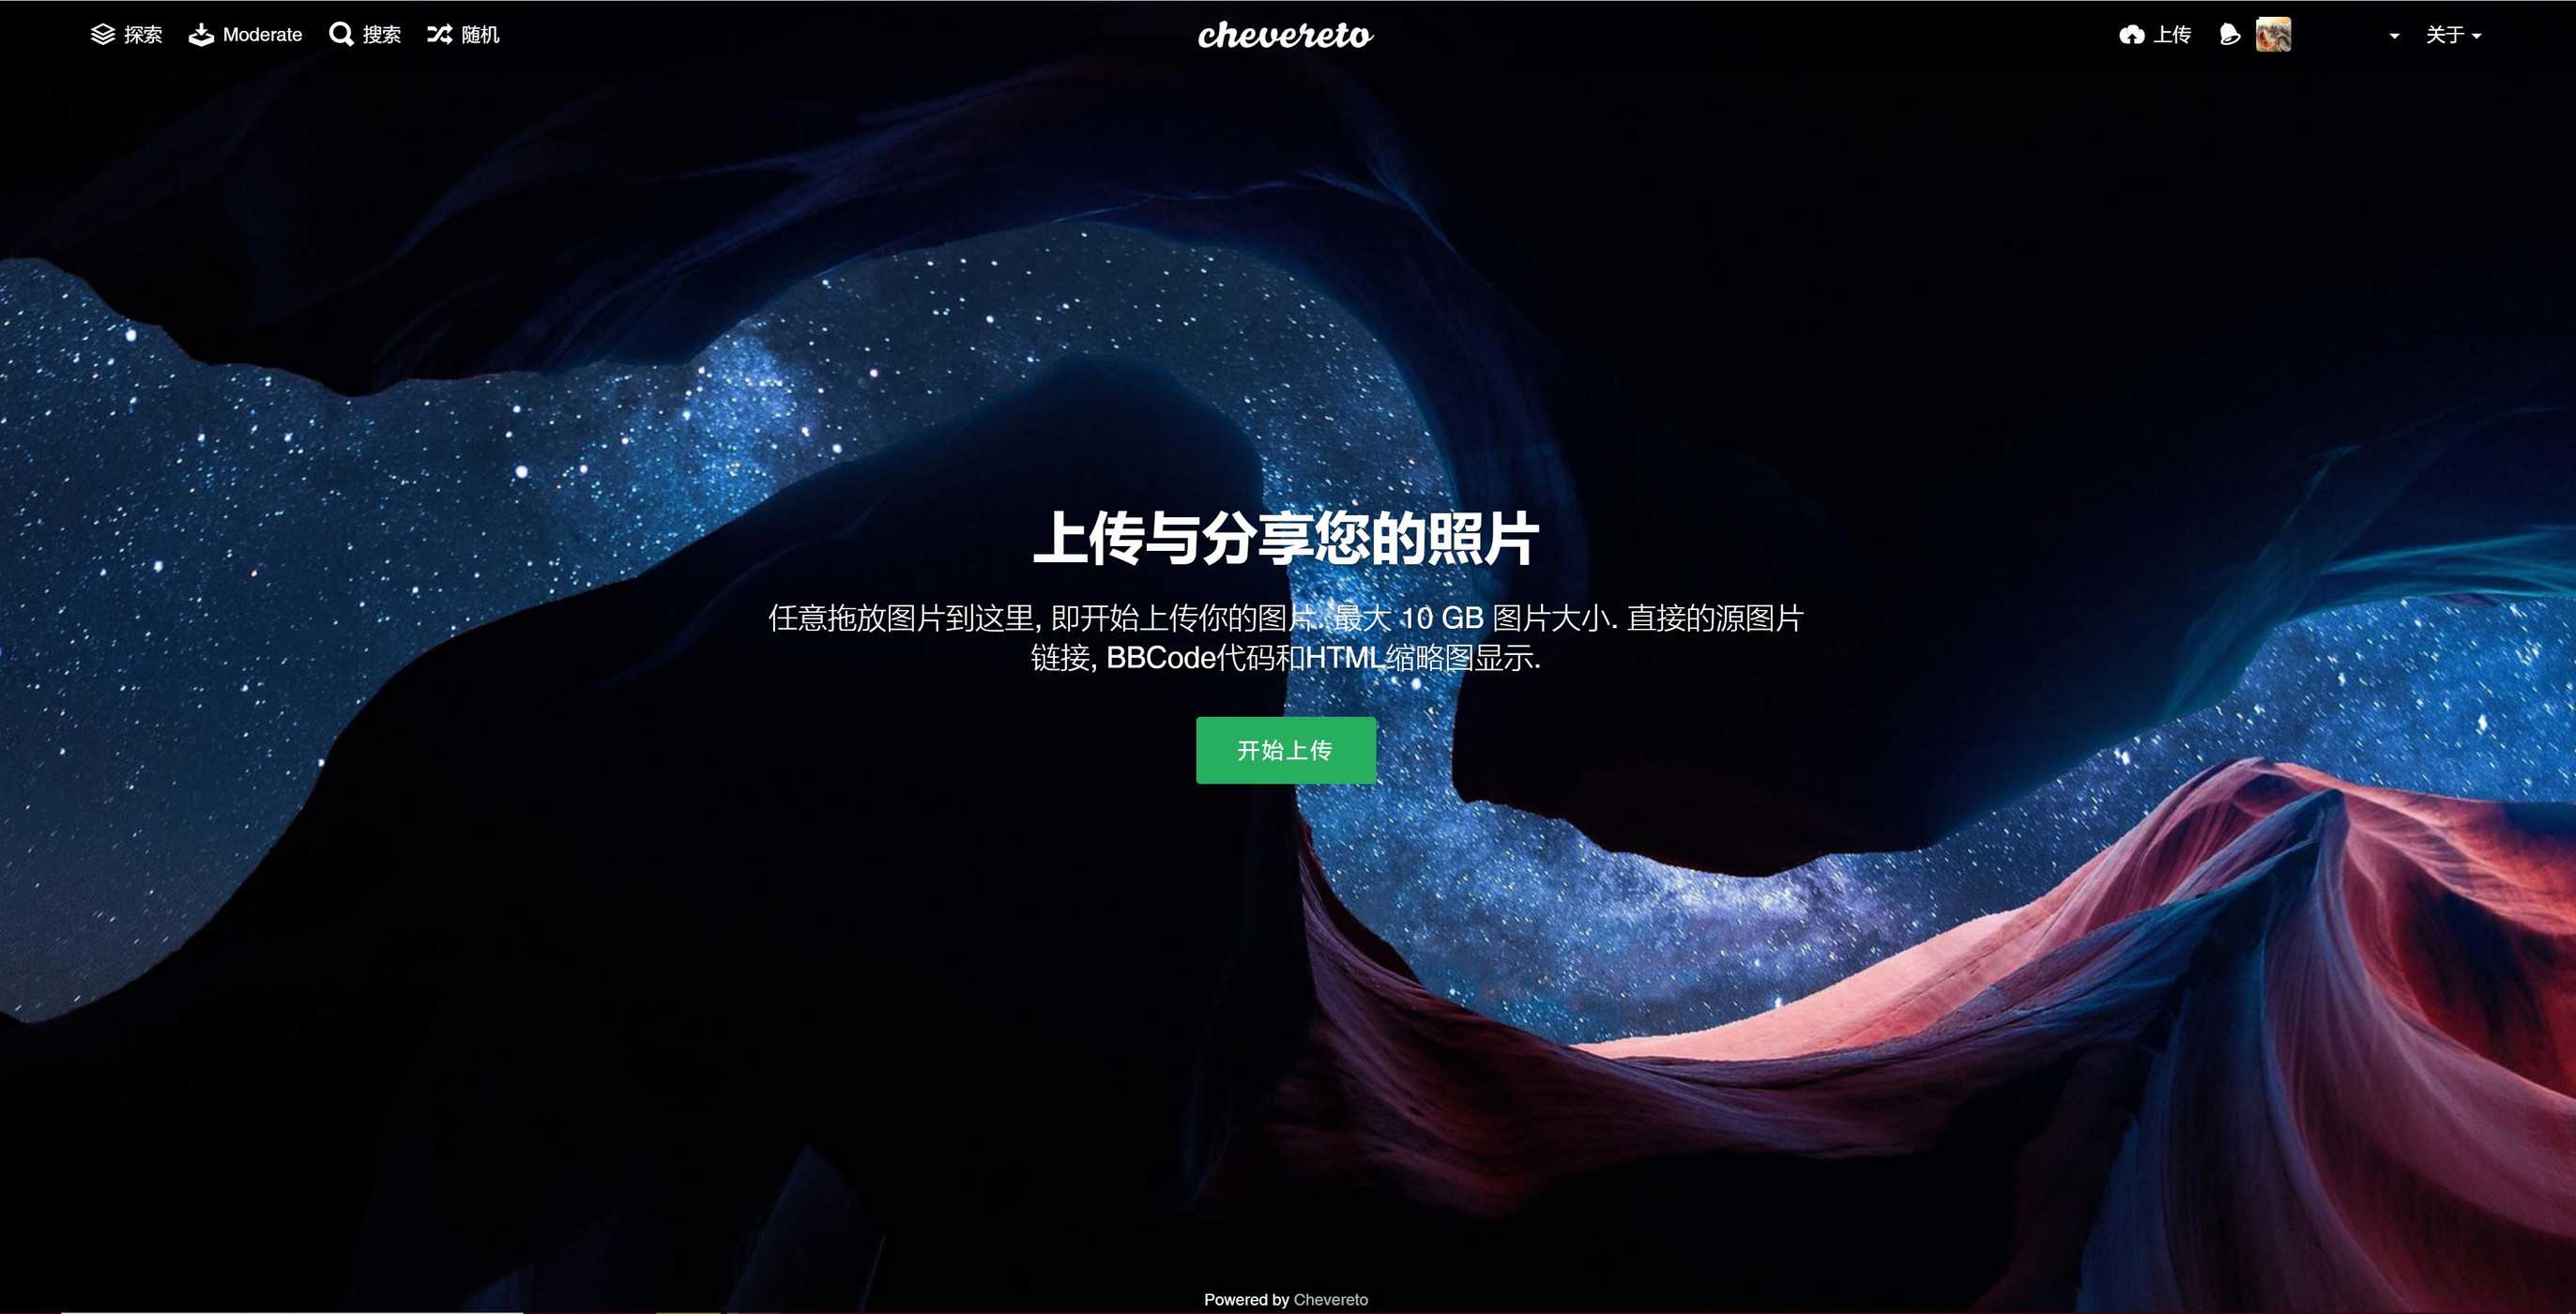 探索 Moderate 搜索 随机 chevereto 上传 关于
上传与分享您的照片
任意拖放图片到这里, 即开始上传你的图片. 最大 10 GB 图片大小. 直接的源图片
链接, BBCode代码和HTML缩略图显示.
开始上传
Powered by Chevereto